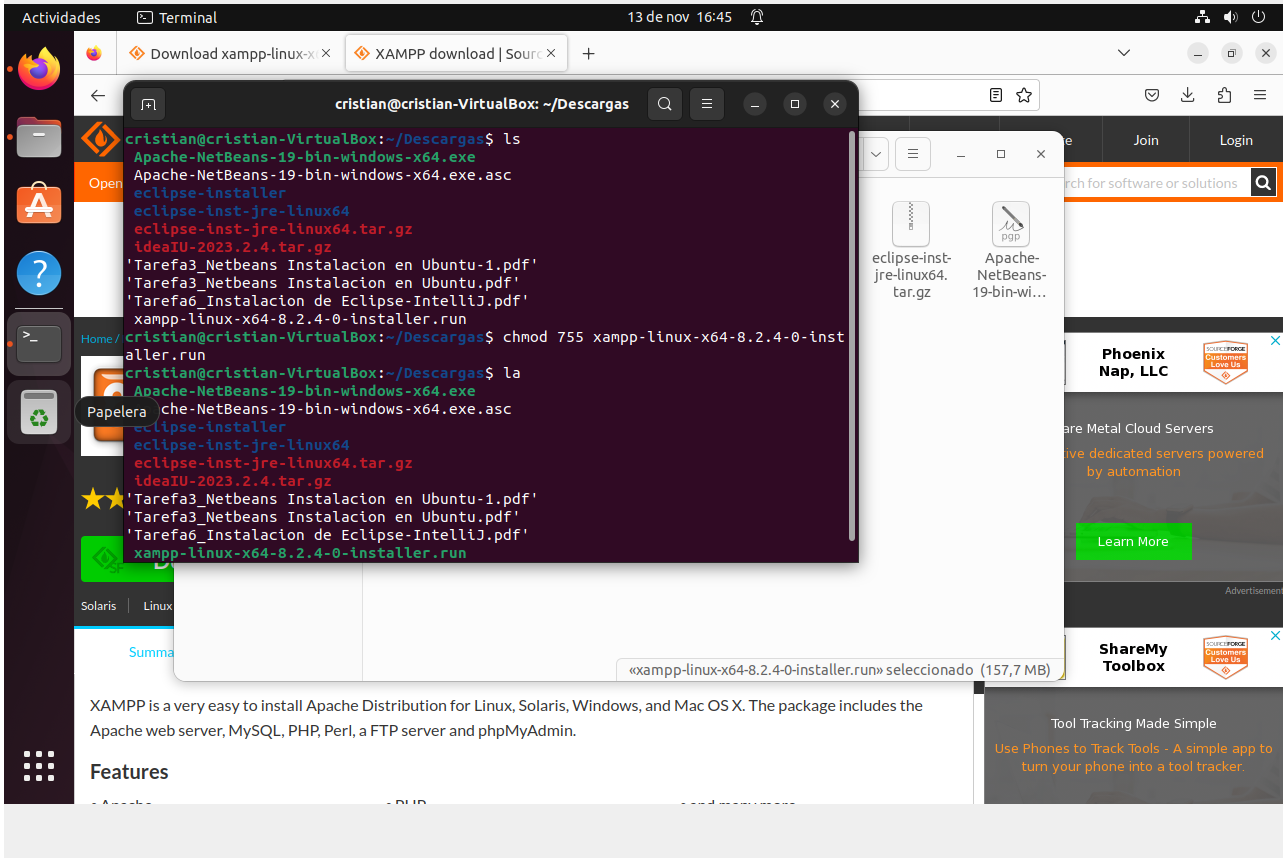 Actividades
Terminal
13 de nov 16:45
Download xampp-linux-x
XAMPP download | Sourc
cristian@cristian-VirtualBox: ~/Descargas
cristian@cristian-VirtualBox:~/Descargas$ ls
Apache-NetBeans-19-bin-windows-x64.exe
Apache-NetBeans-19-bin-windows-x64.exe.asc
eclipse-installer
eclipse-inst-jre-linux64
eclipse-inst-jre-linux64.tar.gz
ideaIU-2023.2.4.tar.gz
'Tarefa3_Netbeans Instalacion en Ubuntu-1.pdf'
'Tarefa3_Netbeans Instalacion en Ubuntu.pdf'
'Tarefa6_Instalacion de Eclipse-IntelliJ.pdf'
xampp-linux-x64-8.2.4-0-installer.run
cristian@cristian-VirtualBox:~/Descargas$ chmod 755 xampp-linux-x64-8.2.4-0-inst
aller.run
cristian@cristian-VirtualBox:~/Descargas$ la
Apache-NetBeans-19-bin-windows-x64.exe
che-NetBeans-19-bin-windows-x64.exe.asc
eclipse-installer
eclipse-inst-jre-linux64
eclipse-inst-jre-linux64.tar.gz
ideaIU-2023.2.4.tar.gz
'Tarefa3_Netbeans Instalacion en Ubuntu-1.pdf'
'Tarefa3_Netbeans Instalacion en Ubuntu.pdf'
'Tarefa6_Instalacion de Eclipse-IntelliJ.pdf'
xampp-linux-x64-8.2.4-0-installer.run
Papelera
Open
Home /
Join
Login
rch for software or solutions
eclipse-inst-
jre-linux64.
tar.gz
pgp
Apache-
NetBeans-
19-bin-wi…
Phoenix
Nap, LLC
SOURCEFORGE
Customers
Love Us
are Metal Cloud Servers
tive dedicated servers powered
by automation
Learn More
Advertisement
Solaris
Linux
Summa
«xampp-linux-x64-8.2.4-0-installer.run» seleccionado (157,7 MB)
ShareMy
Toolbox
SOURCEFORGE
Customers
Love Us
XAMPP is a very easy to install Apache Distribution for Linux, Solaris, Windows, and Mac OS X. The package includes the
Apache web server, MySQL, PHP, Perl, a FTP server and phpMyAdmin.
Features
Apache
PHP
and many more
Tool Tracking Made Simple
Use Phones to Track Tools - A simple app to
turn your phone into a tool tracker.